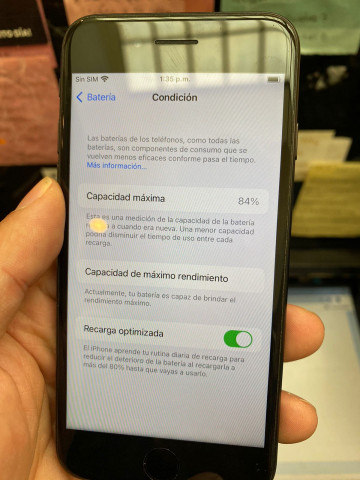 Sin SIM
1:35 p.m.
Batería
Condición
Las baterías de los teléfonos, como todas las
baterías, son componentes de consumo que se
vuelven menos eficaces conforme pasa el tiempo.
Más información...
Capacidad máxima 84%
Esta es una medición de la capacidad de la batería
a cuando era nueva. Una menor capacidad
podría disminuir el tiempo de uso entre cada
recarga.
Capacidad de máximo rendimiento
Actualmente, tu batería es capaz de brindar el
rendimiento máximo.
Recarga optimizada
El iPhone aprende tu rutina diaria de recarga para
reducir el deterioro de la batería al recargarla a
más del 80% hasta que vayas a usarlo.